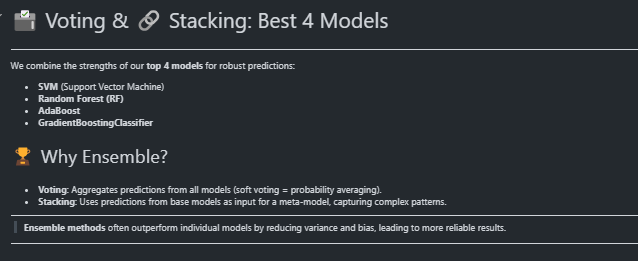 🗳️ Voting & 🔗 Stacking: Best 4 Models
We combine the strengths of our top 4 models for robust predictions:
• SVM (Support Vector Machine)
• Random Forest (RF)
• AdaBoost
• GradientBoostingClassifier
🏆 Why Ensemble?
• Voting: Aggregates predictions from all models (soft voting = probability averaging).
• Stacking: Uses predictions from base models as input for a meta-model, capturing complex patterns.
Ensemble methods often outperform individual models by reducing variance and bias, leading to more reliable results.